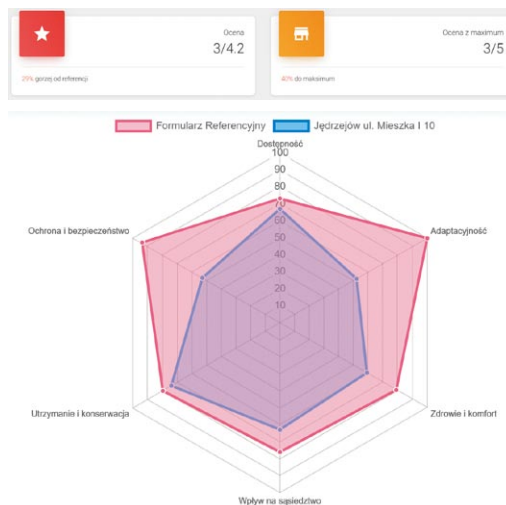 Ocena
3/4.2
29% gorzej od referencji
Ocena z maximum
3/5
40% do maksimum
Formularz Referencyjny
Jędrzejów ul. Mieszka I 10
Dostępność
100
90
80
70
60
50
40
30
20
10
Ochrona i bezpieczeństwo
Adaptacyjność
Utrzymanie i konserwacja
Zdrowie i komfort
Wpływ na sąsiedztwo